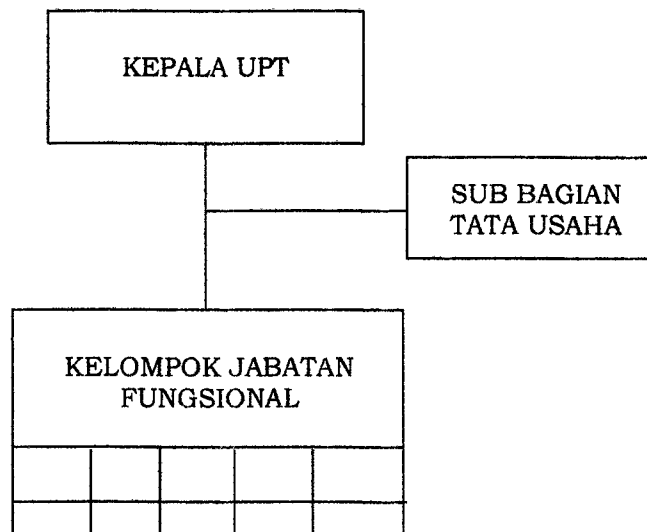 KEPALA UPT
SUB BAGIAN
TATA USAHA
KELOMPOK JABATAN
FUNGSIONAL